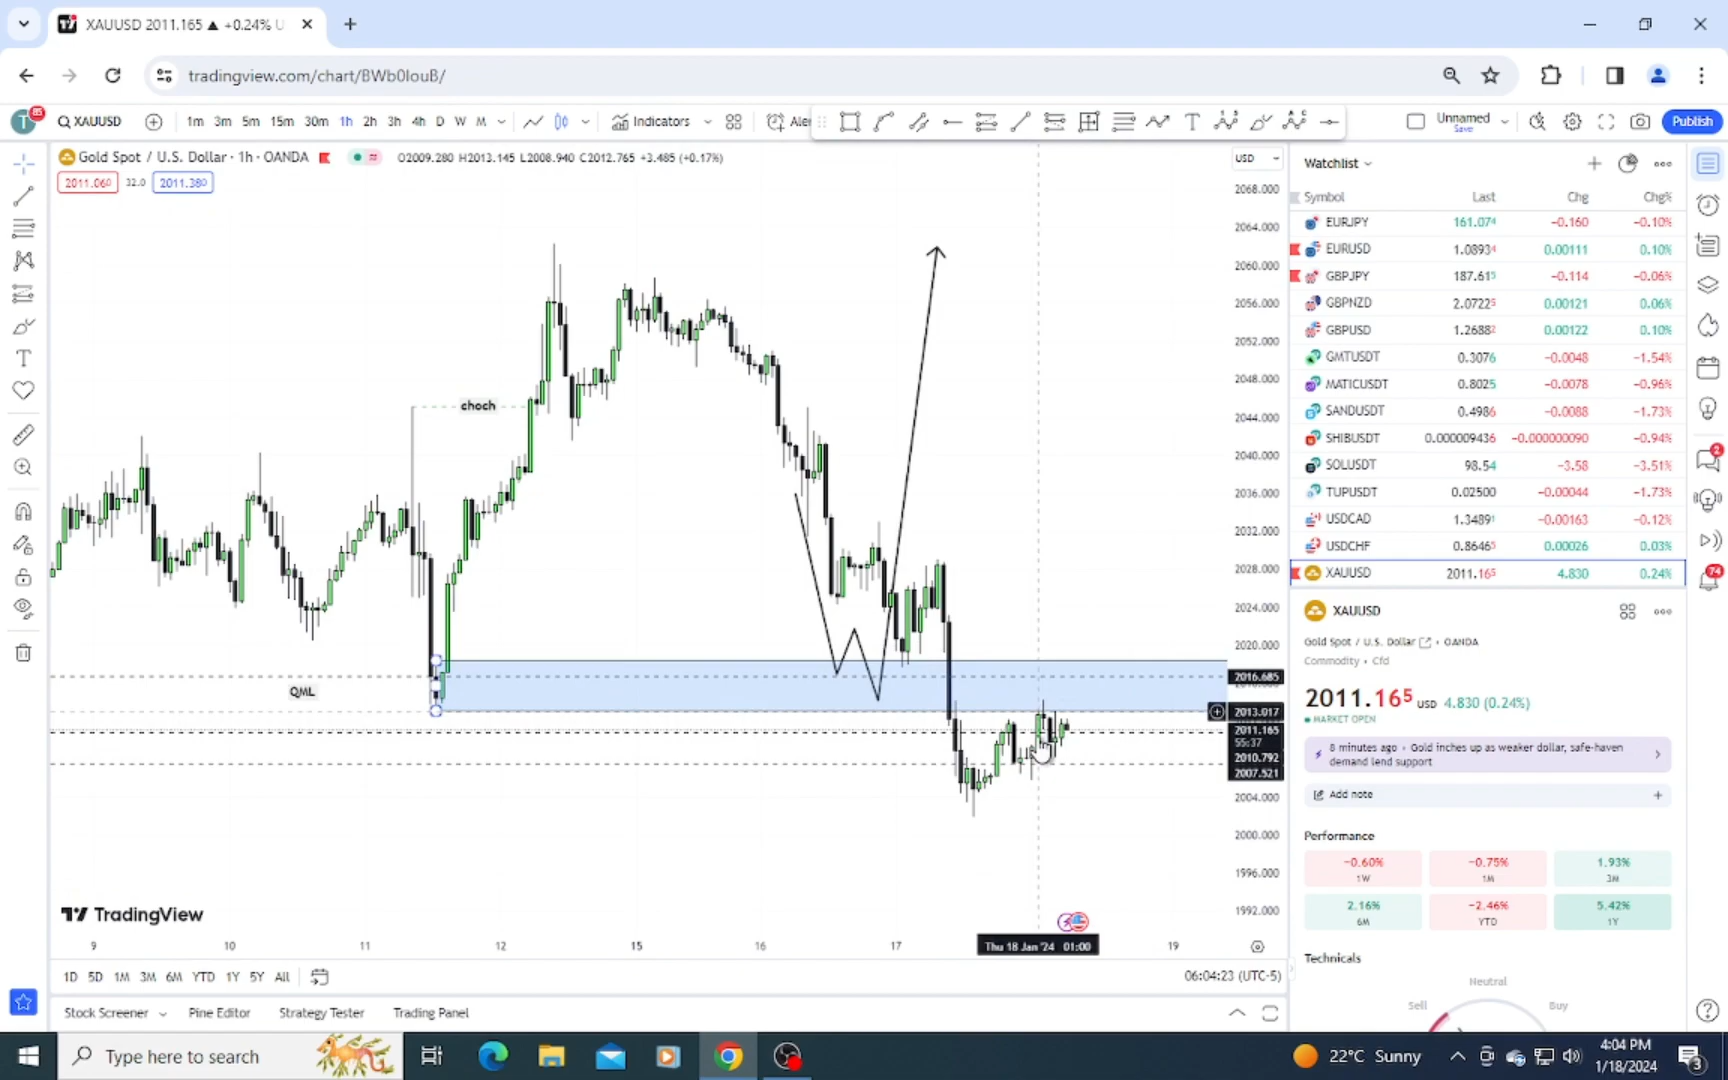 XAUUSD 2011.165 ▲ +0.24% U
tradingview.com/chart/BWb0IouB/
T 85 XAUUSD 1m 3m 5m 15m 30m 1h 2h 3h 4h D W M Indicators Aler Unnamed Save Publish
Gold Spot / U.S. Dollar · 1h · OANDA O2009.280 H2013.145 L2008.940 C2012.765 +3.485 (+0.17%)
2011.060 32.0 2011.380
USD
2068.000
2064.000
2060.000
2056.000
2052.000
2048.000
2044.000
2040.000
2036.000
2032.000
2028.000
2024.000
2020.000
2016.685
2013.017
2011.165
55:37
2010.792
2007.521
2004.000
2000.000
1996.000
1992.000
choch
QML
TradingView
9 10 11 12 15 16 17 Thu 18 Jan '24 01:00 19
1D 5D 1M 3M 6M YTD 1Y 5Y All 06:04:23 (UTC-5)
Stock Screener Pine Editor Strategy Tester Trading Panel
Watchlist
Symbol Last Chg Chg%
EURJPY 161.074 −0.160 −0.10%
EURUSD 1.08934 0.00111 0.10%
GBPJPY 187.615 −0.114 −0.06%
GBPNZD 2.07225 0.00121 0.06%
GBPUSD 1.26882 0.00122 0.10%
GMTUSDT 0.3076 −0.0048 −1.54%
MATICUSDT 0.8025 −0.0078 −0.96%
SANDUSDT 0.4986 −0.0088 −1.73%
SHIBUSDT 0.000009436 −0.000000090 −0.94%
SOLUSDT 98.54 −3.58 −3.51%
TUPUSDT 0.02500 −0.00044 −1.73%
USDCAD 1.34891 −0.00163 −0.12%
USDCHF 0.86465 0.00026 0.03%
XAUUSD 2011.165 4.830 0.24%
XAUUSD
Gold Spot / U.S. Dollar • OANDA
Commodity • Cfd
2011.165 USD 4.830 (0.24%)
MARKET OPEN
8 minutes ago • Gold inches up as weaker dollar, safe-haven
demand lend support
Add note
Performance
−0.60% −0.75% 1.93%
1W 1M 3M
2.16% −2.46% 5.42%
6M YTD 1Y
Technicals
Neutral
Sell Buy
2
74
Type here to search
22°C Sunny
4:04 PM
1/18/2024
3